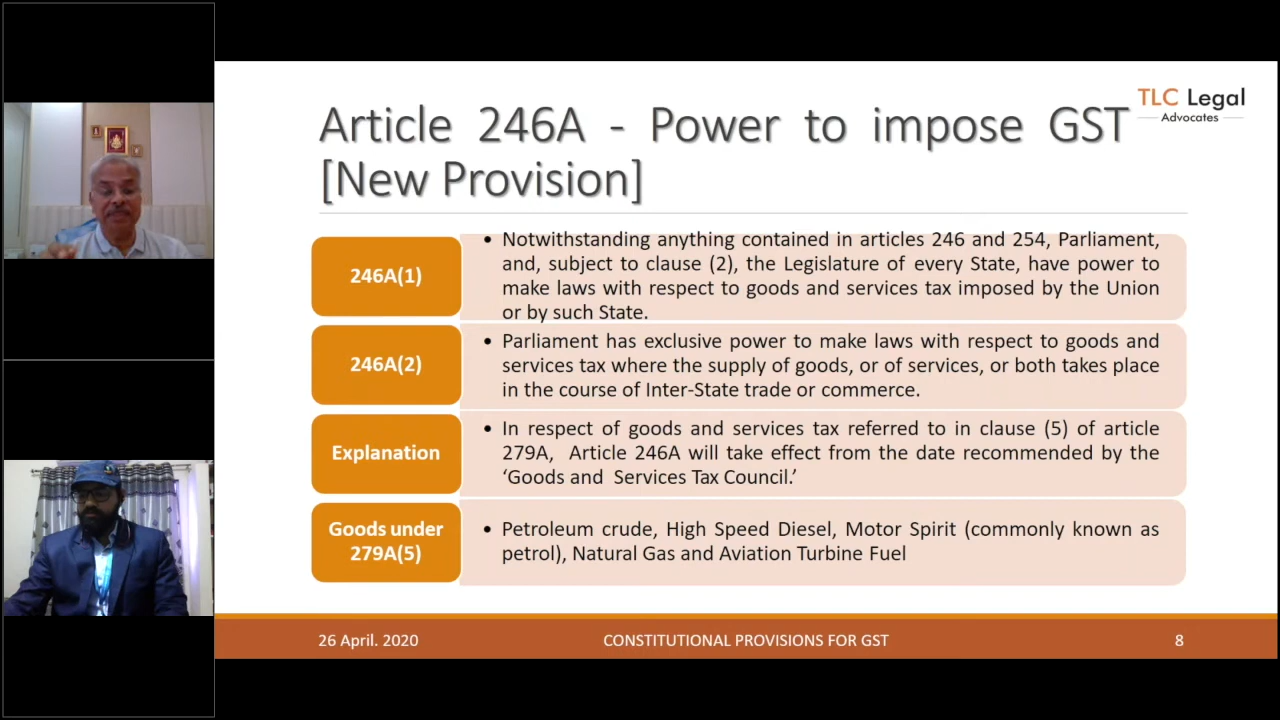 TLC Legal
Advocates
Article 246A - Power to impose GST
[New Provision]
246A(1)
• Notwithstanding anything contained in articles 246 and 254, Parliament,
and, subject to clause (2), the Legislature of every State, have power to
make laws with respect to goods and services tax imposed by the Union
or by such State.
246A(2)
• Parliament has exclusive power to make laws with respect to goods and
services tax where the supply of goods, or of services, or both takes place
in the course of Inter-State trade or commerce.
Explanation
• In respect of goods and services tax referred to in clause (5) of article
279A, Article 246A will take effect from the date recommended by the
‘Goods and Services Tax Council.’
Goods under
279A(5)
• Petroleum crude, High Speed Diesel, Motor Spirit (commonly known as
petrol), Natural Gas and Aviation Turbine Fuel
26 April. 2020
CONSTITUTIONAL PROVISIONS FOR GST
8